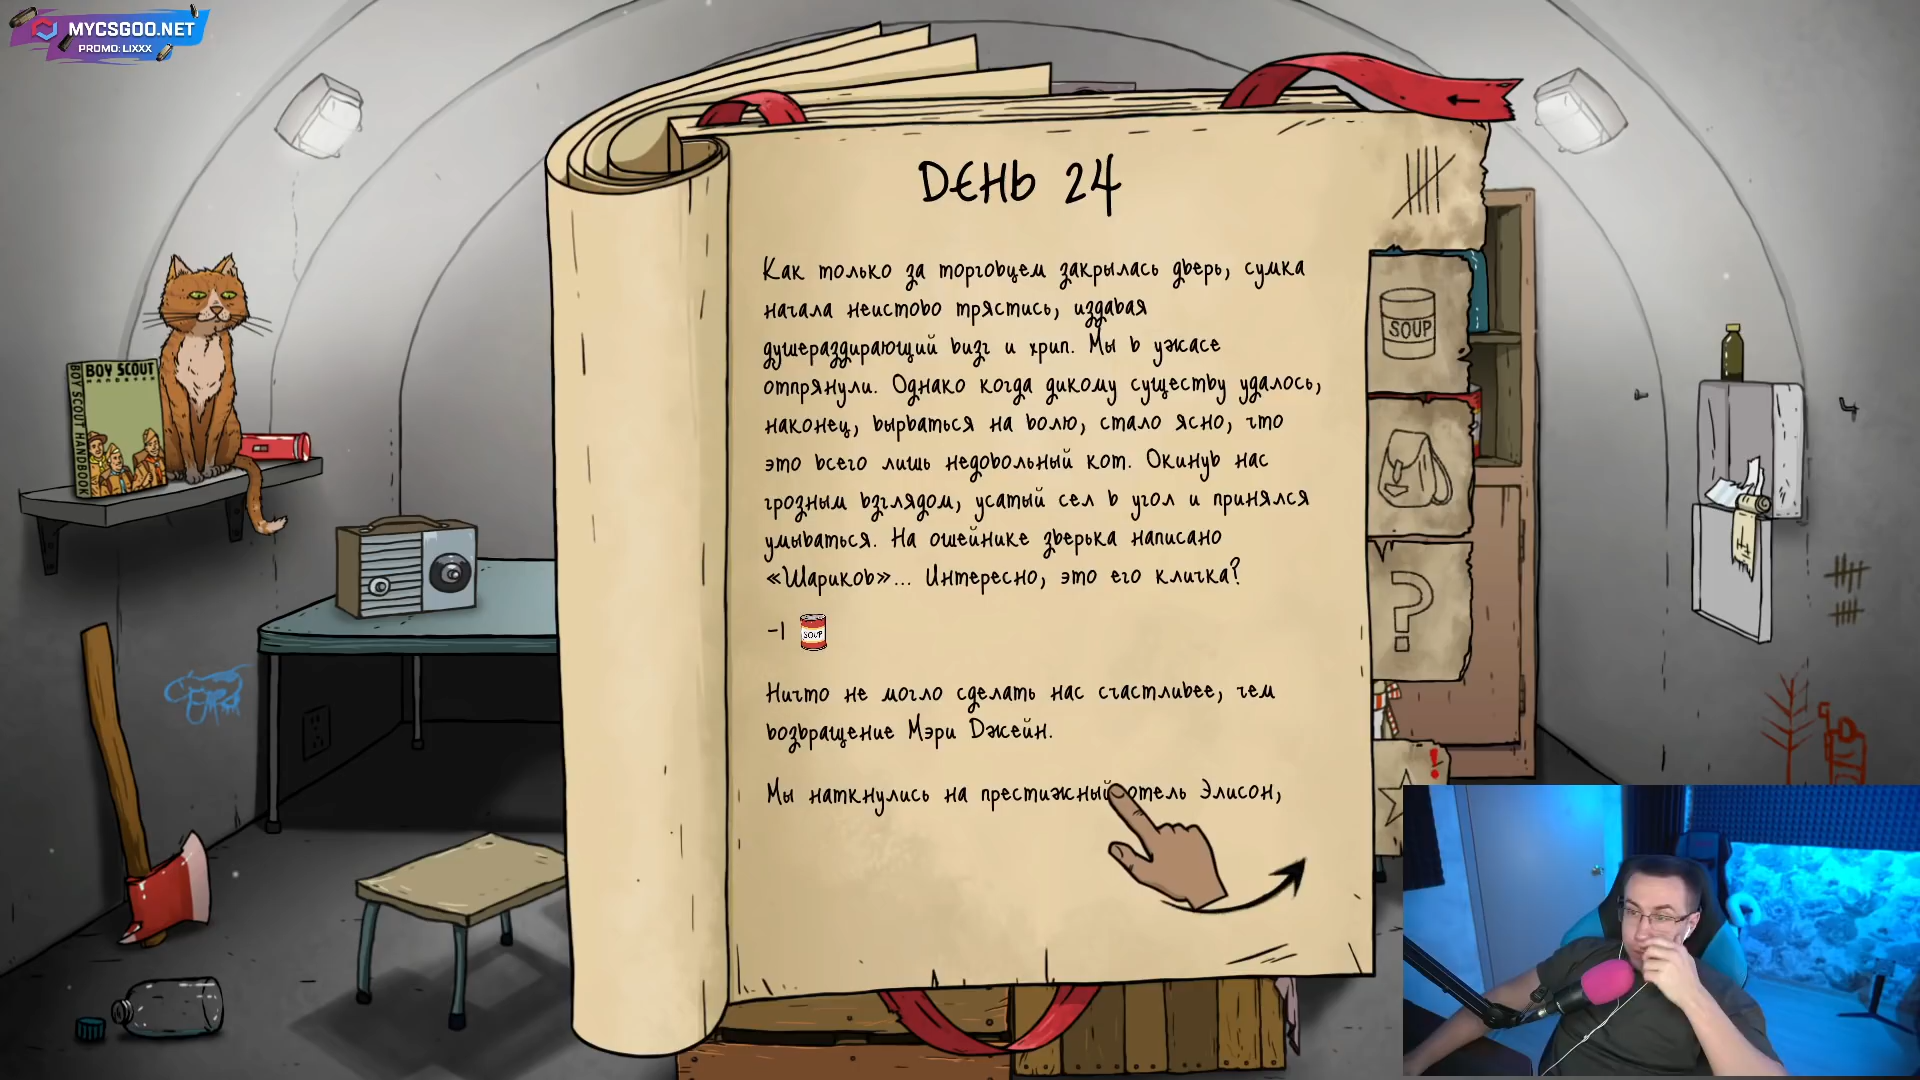 MYCSGOO.NET
PROMO: LIXXX
BOY SCOUT
HANDBOOK
BOY SCOUT HANDBOOK
ДЕНЬ 24
Как только за торговцем закрылась дверь, сумка
начала неистово трястись, издавая
душераздирающий визг и хрип. Мы в ужасе
отпрянули. Однако когда дикому существу удалось,
наконец, вырваться на волю, стало ясно, что
это всего лишь недовольный кот. Окинув нас
грозным взглядом, усатый сел в угол и принялся
умываться. На ошейнике зверька написано
«Шариков»... Интересно, это его кличка?
-1 SOUP
Ничто не могло сделать нас счастливее, чем
возвращение Мэри Джейн.
Мы наткнулись на престижный отель Элисон,
SOUP
?
!